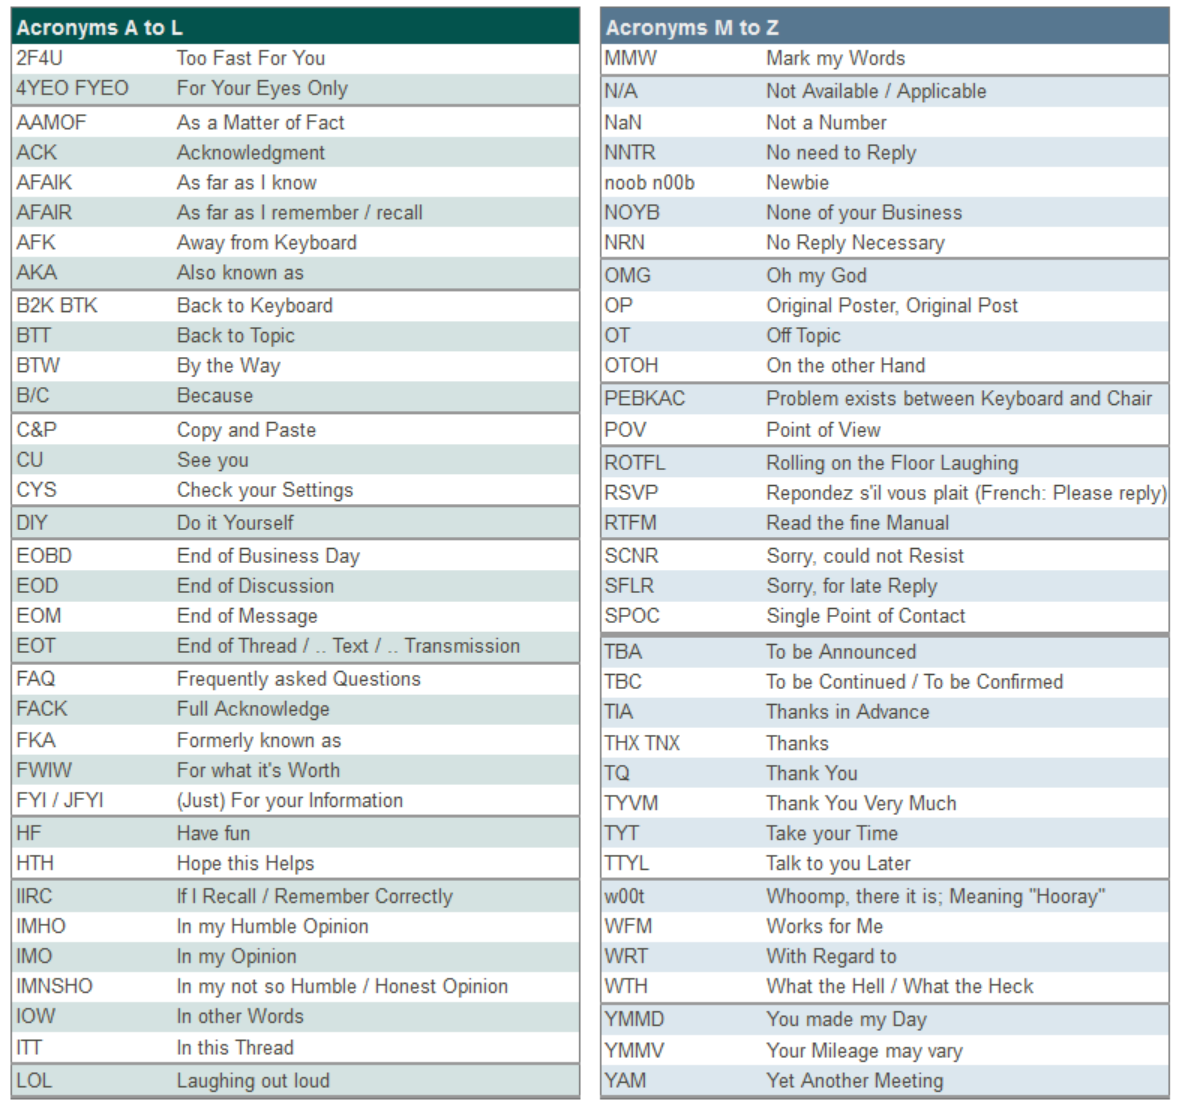 Acronyms A to L
2F4U Too Fast For You
4YEO FYEO For Your Eyes Only
AAMOF As a Matter of Fact
ACK Acknowledgment
AFAIK As far as I know
AFAIR As far as I remember / recall
AFK Away from Keyboard
AKA Also known as
B2K BTK Back to Keyboard
BTT Back to Topic
BTW By the Way
B/C Because
C&P Copy and Paste
CU See you
CYS Check your Settings
DIY Do it Yourself
EOBD End of Business Day
EOD End of Discussion
EOM End of Message
EOT End of Thread / .. Text / .. Transmission
FAQ Frequently asked Questions
FACK Full Acknowledge
FKA Formerly known as
FWIW For what it's Worth
FYI / JFYI (Just) For your Information
HF Have fun
HTH Hope this Helps
IIRC If I Recall / Remember Correctly
IMHO In my Humble Opinion
IMO In my Opinion
IMNSHO In my not so Humble / Honest Opinion
IOW In other Words
ITT In this Thread
LOL Laughing out loud
Acronyms M to Z
MMW Mark my Words
N/A Not Available / Applicable
NaN Not a Number
NNTR No need to Reply
noob n00b Newbie
NOYB None of your Business
NRN No Reply Necessary
OMG Oh my God
OP Original Poster, Original Post
OT Off Topic
OTOH On the other Hand
PEBKAC Problem exists between Keyboard and Chair
POV Point of View
ROTFL Rolling on the Floor Laughing
RSVP Repondez s'il vous plait (French: Please reply)
RTFM Read the fine Manual
SCNR Sorry, could not Resist
SFLR Sorry, for late Reply
SPOC Single Point of Contact
TBA To be Announced
TBC To be Continued / To be Confirmed
TIA Thanks in Advance
THX TNX Thanks
TQ Thank You
TYVM Thank You Very Much
TYT Take your Time
TTYL Talk to you Later
w00t Whoomp, there it is; Meaning "Hooray"
WFM Works for Me
WRT With Regard to
WTH What the Hell / What the Heck
YMMD You made my Day
YMMV Your Mileage may vary
YAM Yet Another Meeting